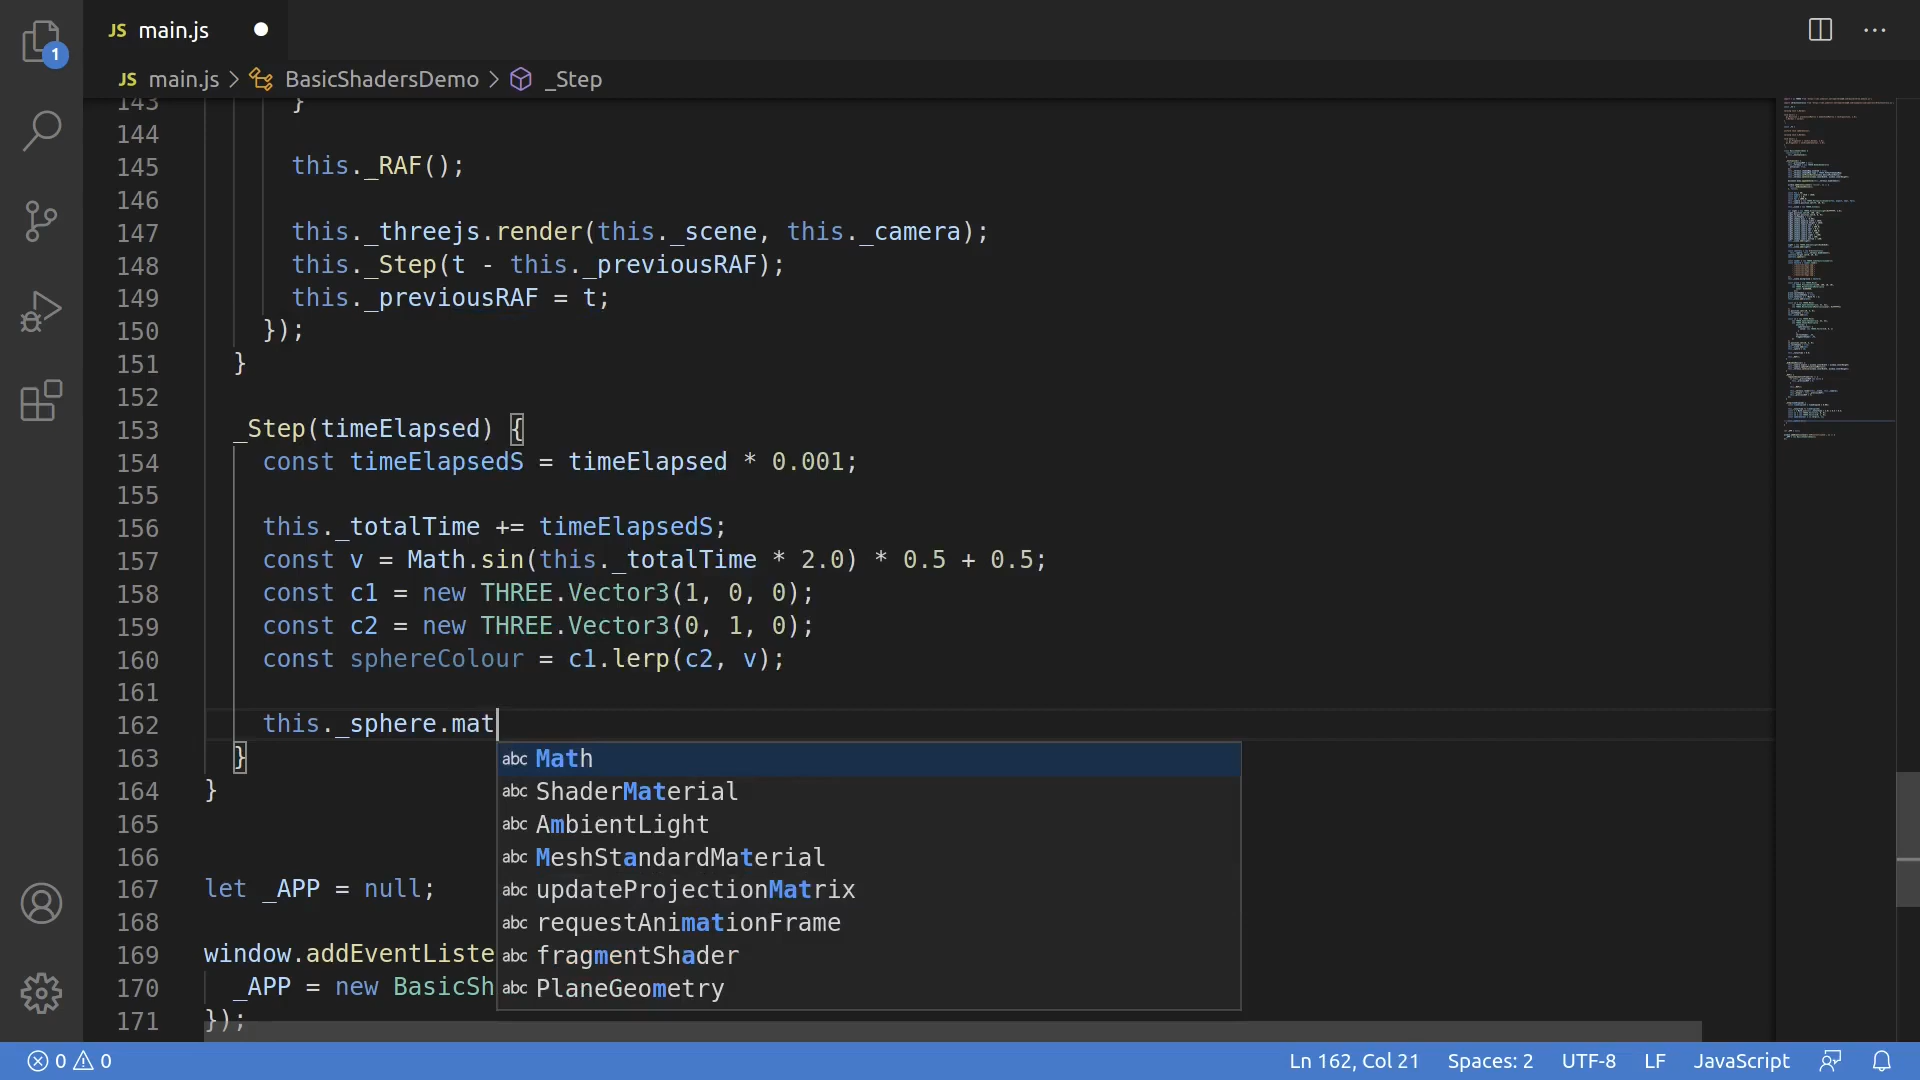 JS main.js
1
JS main.js > BasicShadersDemo > _Step
143 }
144
145 this._RAF();
146
147 this._threejs.render(this._scene, this._camera);
148 this._Step(t - this._previousRAF);
149 this._previousRAF = t;
150 });
151 }
152
153 _Step(timeElapsed) {
154 const timeElapsedS = timeElapsed * 0.001;
155
156 this._totalTime += timeElapsedS;
157 const v = Math.sin(this._totalTime * 2.0) * 0.5 + 0.5;
158 const c1 = new THREE.Vector3(1, 0, 0);
159 const c2 = new THREE.Vector3(0, 1, 0);
160 const sphereColour = c1.lerp(c2, v);
161
162 this._sphere.mat
163 }
abc Math
164 }
abc ShaderMaterial
165
abc AmbientLight
166
abc MeshStandardMaterial
167 let _APP = null;
abc updateProjectionMatrix
168
abc requestAnimationFrame
169 window.addEventListe
abc fragmentShader
170 _APP = new BasicSh
abc PlaneGeometry
171 });
0 0
Ln 162, Col 21 Spaces: 2 UTF-8 LF JavaScript